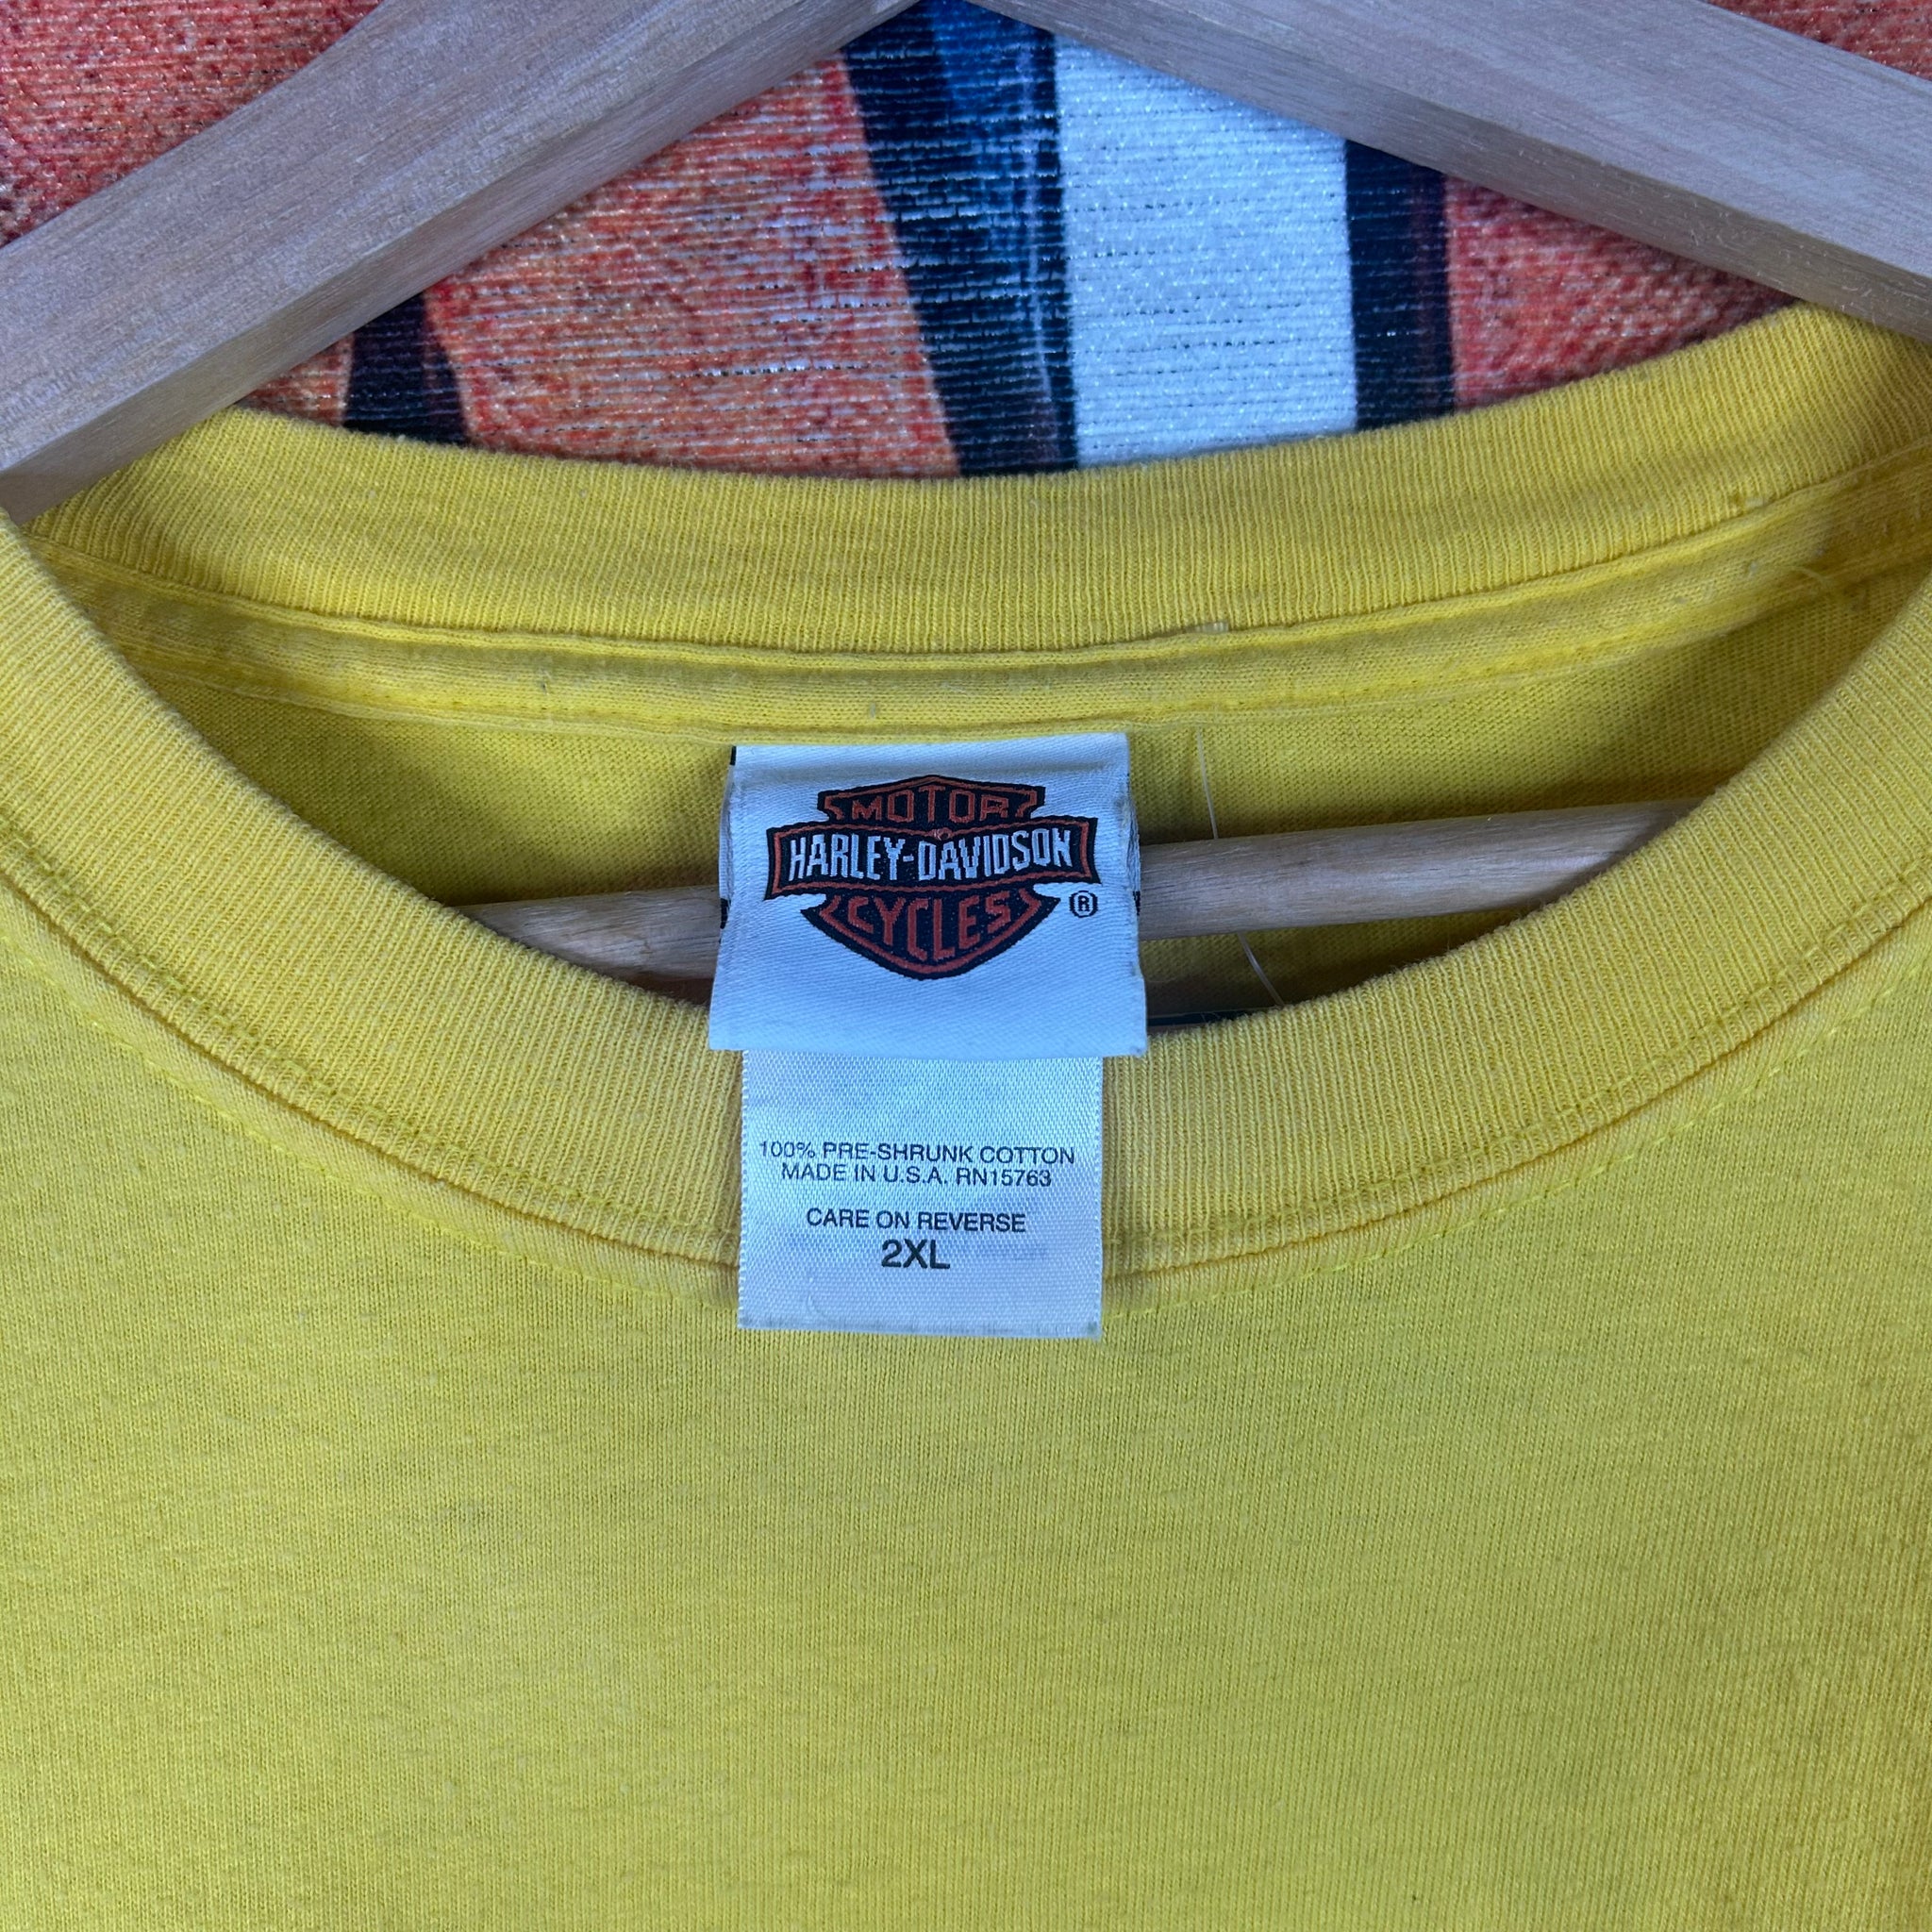 MOTOR
HARLEY-DAVIDSON
CYCLES ®
100% PRE-SHRUNK COTTON
MADE IN U.S.A. RN15763
CARE ON REVERSE
2XL